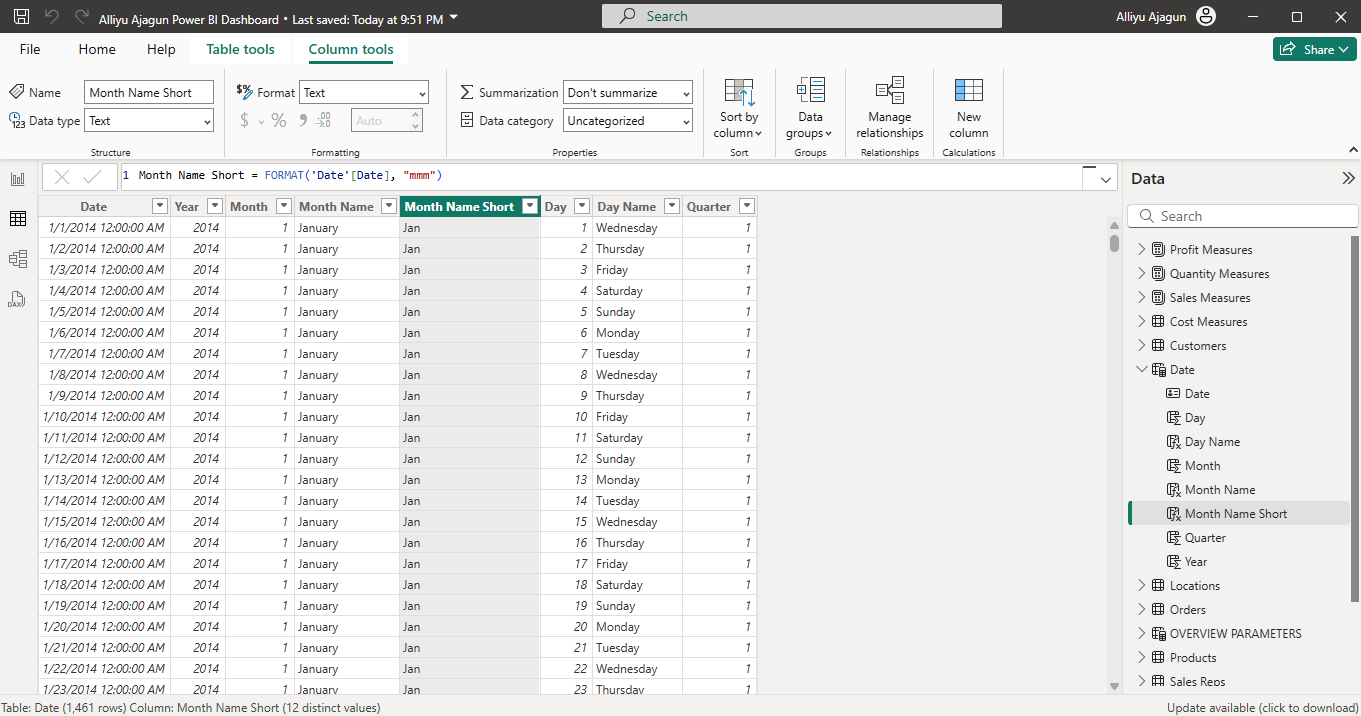 Alliyu Ajagun Power BI Dashboard • Last saved: Today at 9:51 PM
Search
Alliyu Ajagun
File Home Help Table tools Column tools
Share
Name Month Name Short
Data type Text
Structure
Format Text
$ % 9 Auto
Formatting
Summarization Don't summarize
Data category Uncategorized
Properties
Sort by column
Sort
Data groups
Groups
Manage relationships
Relationships
New column
Calculations
1 Month Name Short = FORMAT('Date'[Date], "mmm")
Date Year Month Month Name Month Name Short Day Day Name Quarter
1/1/2014 12:00:00 AM 2014 1 January Jan 1 Wednesday 1
1/2/2014 12:00:00 AM 2014 1 January Jan 2 Thursday 1
1/3/2014 12:00:00 AM 2014 1 January Jan 3 Friday 1
1/4/2014 12:00:00 AM 2014 1 January Jan 4 Saturday 1
1/5/2014 12:00:00 AM 2014 1 January Jan 5 Sunday 1
1/6/2014 12:00:00 AM 2014 1 January Jan 6 Monday 1
1/7/2014 12:00:00 AM 2014 1 January Jan 7 Tuesday 1
1/8/2014 12:00:00 AM 2014 1 January Jan 8 Wednesday 1
1/9/2014 12:00:00 AM 2014 1 January Jan 9 Thursday 1
1/10/2014 12:00:00 AM 2014 1 January Jan 10 Friday 1
1/11/2014 12:00:00 AM 2014 1 January Jan 11 Saturday 1
1/12/2014 12:00:00 AM 2014 1 January Jan 12 Sunday 1
1/13/2014 12:00:00 AM 2014 1 January Jan 13 Monday 1
1/14/2014 12:00:00 AM 2014 1 January Jan 14 Tuesday 1
1/15/2014 12:00:00 AM 2014 1 January Jan 15 Wednesday 1
1/16/2014 12:00:00 AM 2014 1 January Jan 16 Thursday 1
1/17/2014 12:00:00 AM 2014 1 January Jan 17 Friday 1
1/18/2014 12:00:00 AM 2014 1 January Jan 18 Saturday 1
1/19/2014 12:00:00 AM 2014 1 January Jan 19 Sunday 1
1/20/2014 12:00:00 AM 2014 1 January Jan 20 Monday 1
1/21/2014 12:00:00 AM 2014 1 January Jan 21 Tuesday 1
1/22/2014 12:00:00 AM 2014 1 January Jan 22 Wednesday 1
1/23/2014 12:00:00 AM 2014 1 January Jan 23 Thursday 1
Data
Search
Profit Measures
Quantity Measures
Sales Measures
Cost Measures
Customers
Date
Date
Day
Day Name
Month
Month Name
Month Name Short
Quarter
Year
Locations
Orders
OVERVIEW PARAMETERS
Products
Sales Reps
Table: Date (1,461 rows) Column: Month Name Short (12 distinct values)
Update available (click to download)